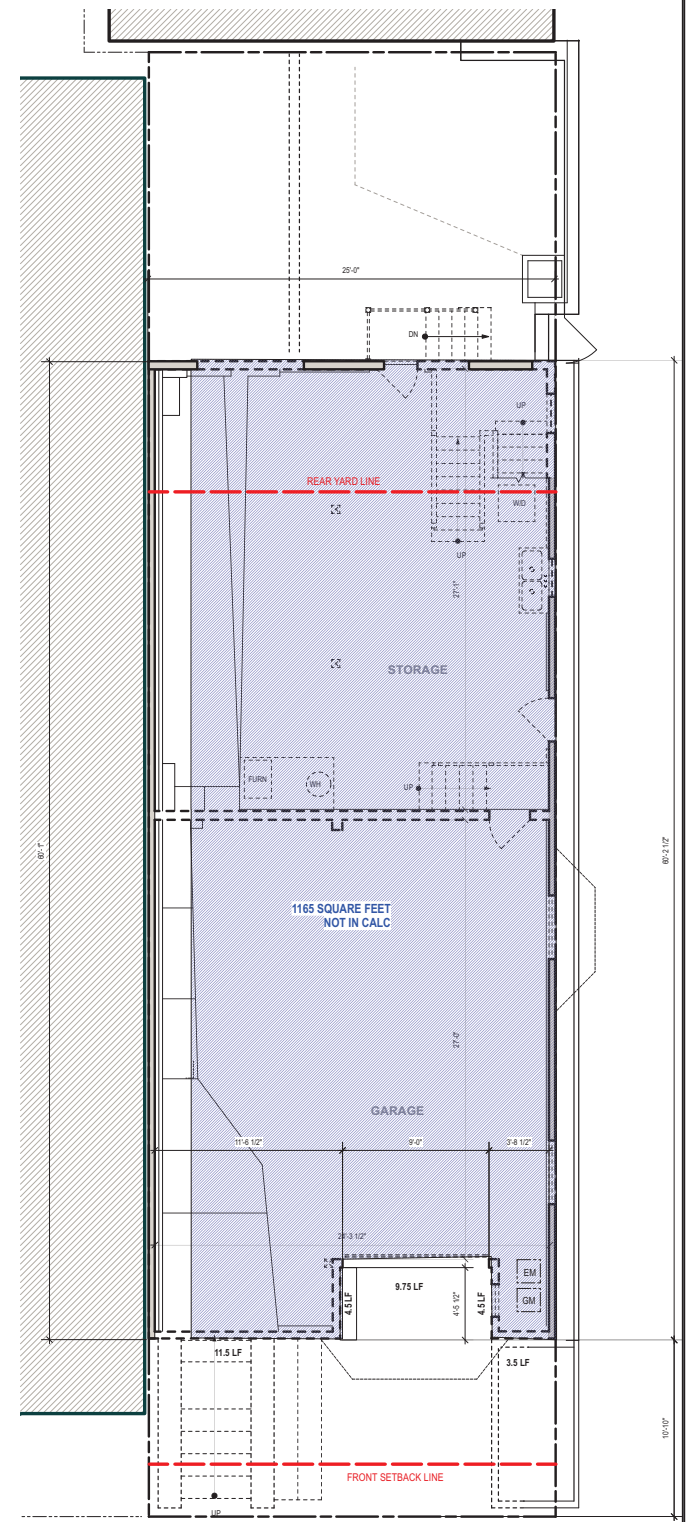 25'-0"
DN
UP
REAR YARD LINE
W/D
UP
27'-1"
STORAGE
FURN
WH
UP
60'- 1"
60'-2 1/2"
1165 SQUARE FEET
NOT IN CALC
27'-0"
GARAGE
11'-6 1/2"
9'-0"
3'-8 1/2"
24'-3 1/2"
EM
9.75 LF
4.5 LF
4'-5 1/2"
4.5 LF
GM
11.5 LF
3.5 LF
10'-10"
FRONT SETBACK LINE
UP